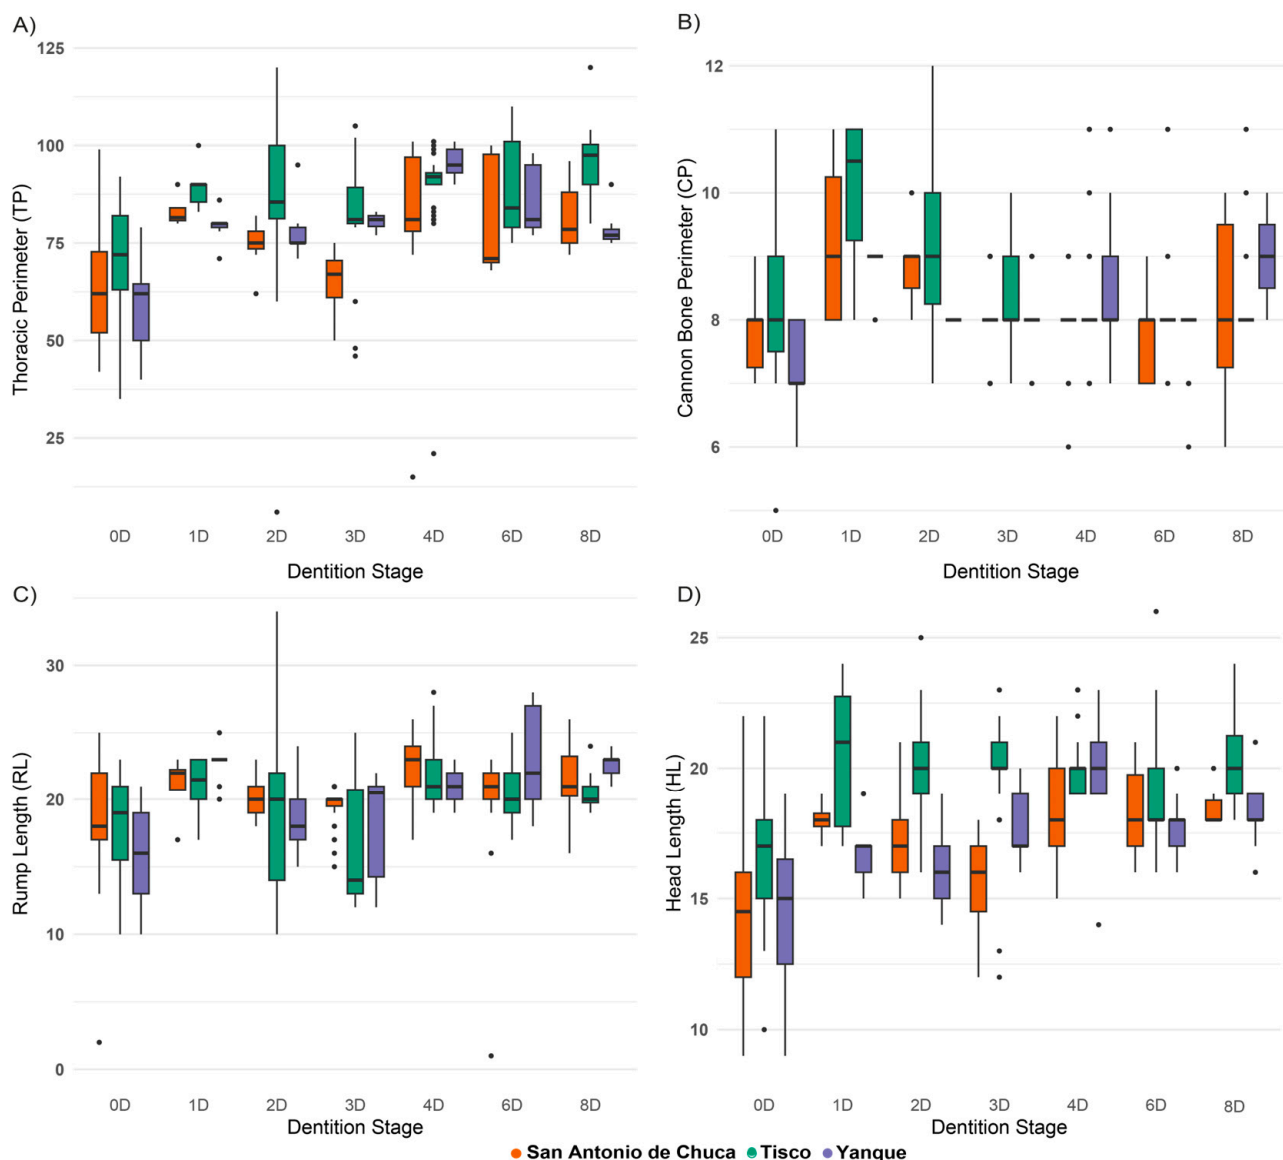 A)
Thoracic Perimeter (TP)
125
100
75
50
25
0D 1D 2D 3D 4D 6D 8D
Dentition Stage
B)
Cannon Bone Perimeter (CP)
12
10
8
6
0D 1D 2D 3D 4D 6D 8D
Dentition Stage
C)
Rump Length (RL)
30
20
10
0
0D 1D 2D 3D 4D 6D 8D
Dentition Stage
D)
Head Length (HL)
25
20
15
10
0D 1D 2D 3D 4D 6D 8D
Dentition Stage
San Antonio de Chuca Tisco Yanque